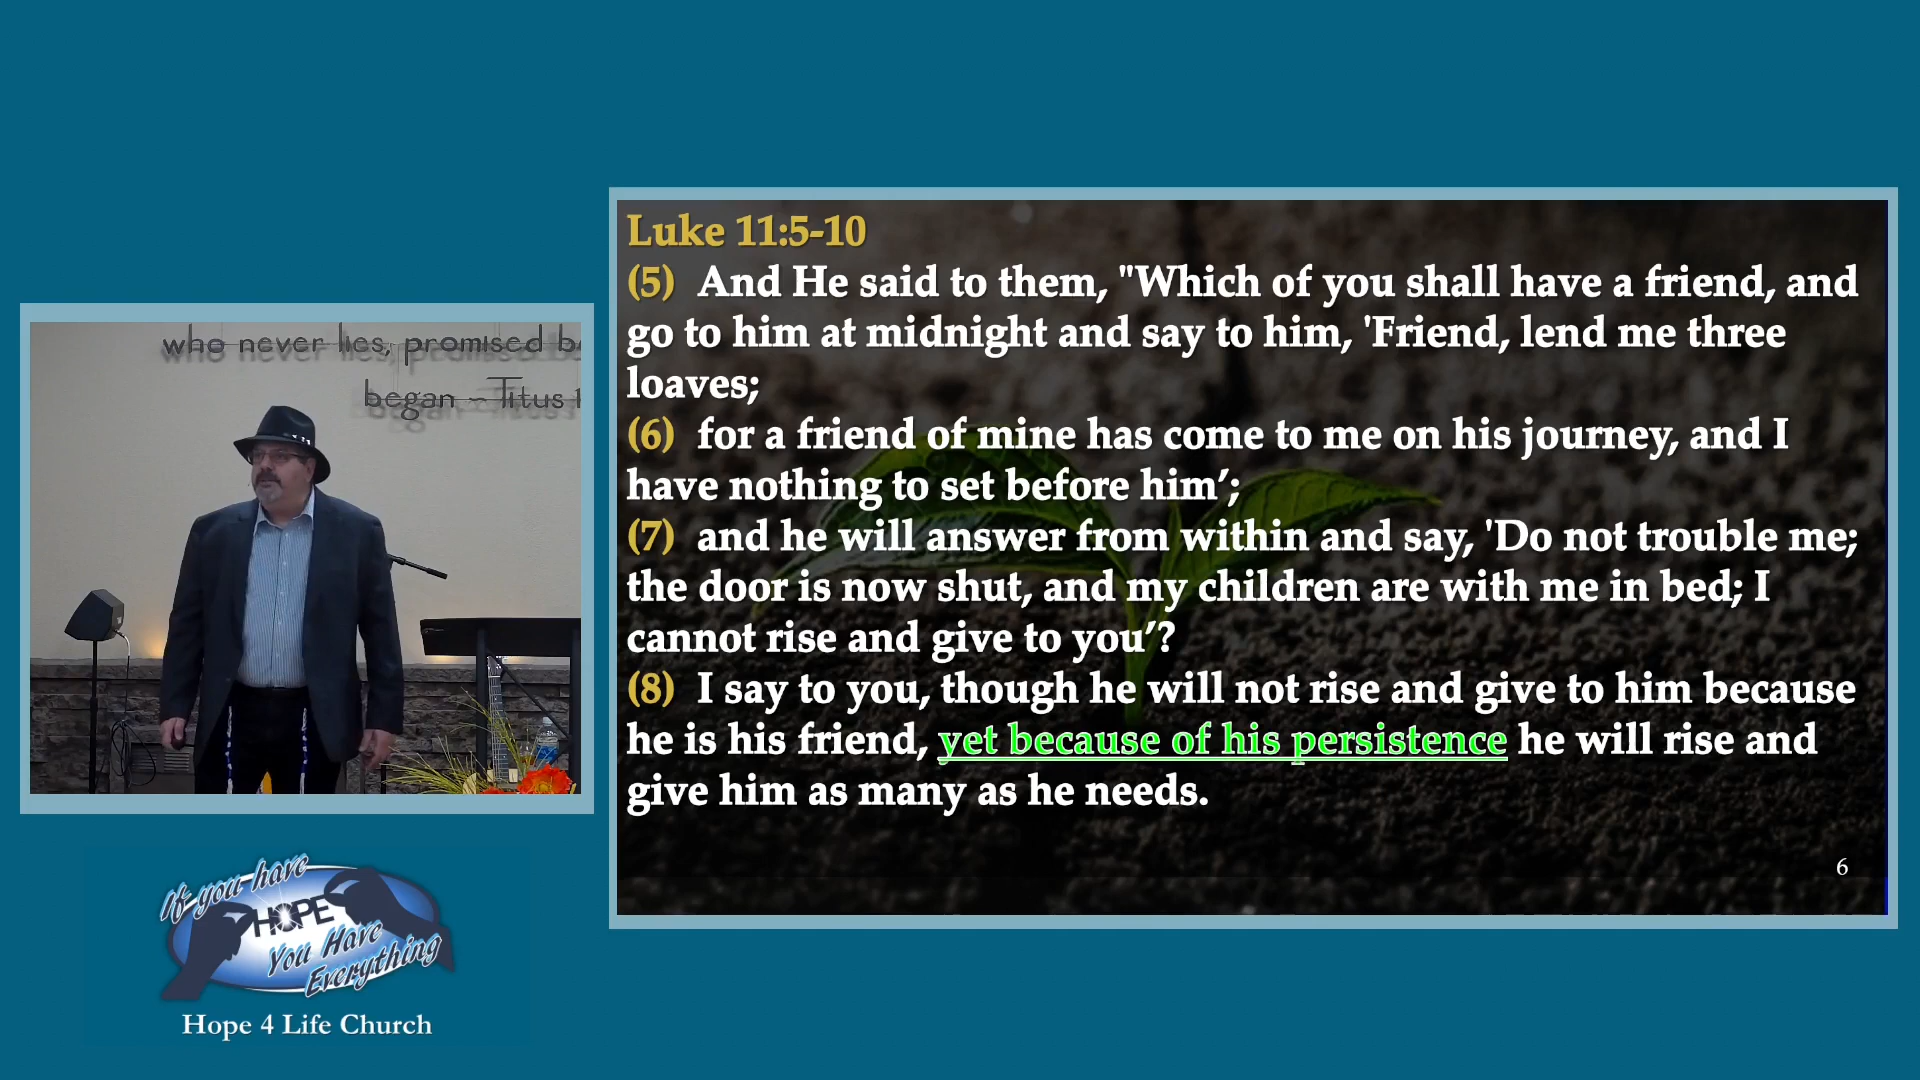 who never lies, promised be
began ~ Titus 1
Luke 11:5-10
(5) And He said to them, "Which of you shall have a friend, and
go to him at midnight and say to him, 'Friend, lend me three
loaves;
(6) for a friend of mine has come to me on his journey, and I
have nothing to set before him';
(7) and he will answer from within and say, 'Do not trouble me;
the door is now shut, and my children are with me in bed; I
cannot rise and give to you'?
(8) I say to you, though he will not rise and give to him because
he is his friend, yet because of his persistence he will rise and
give him as many as he needs.
6
If you have
HOPE
You Have
Everything
Hope 4 Life Church